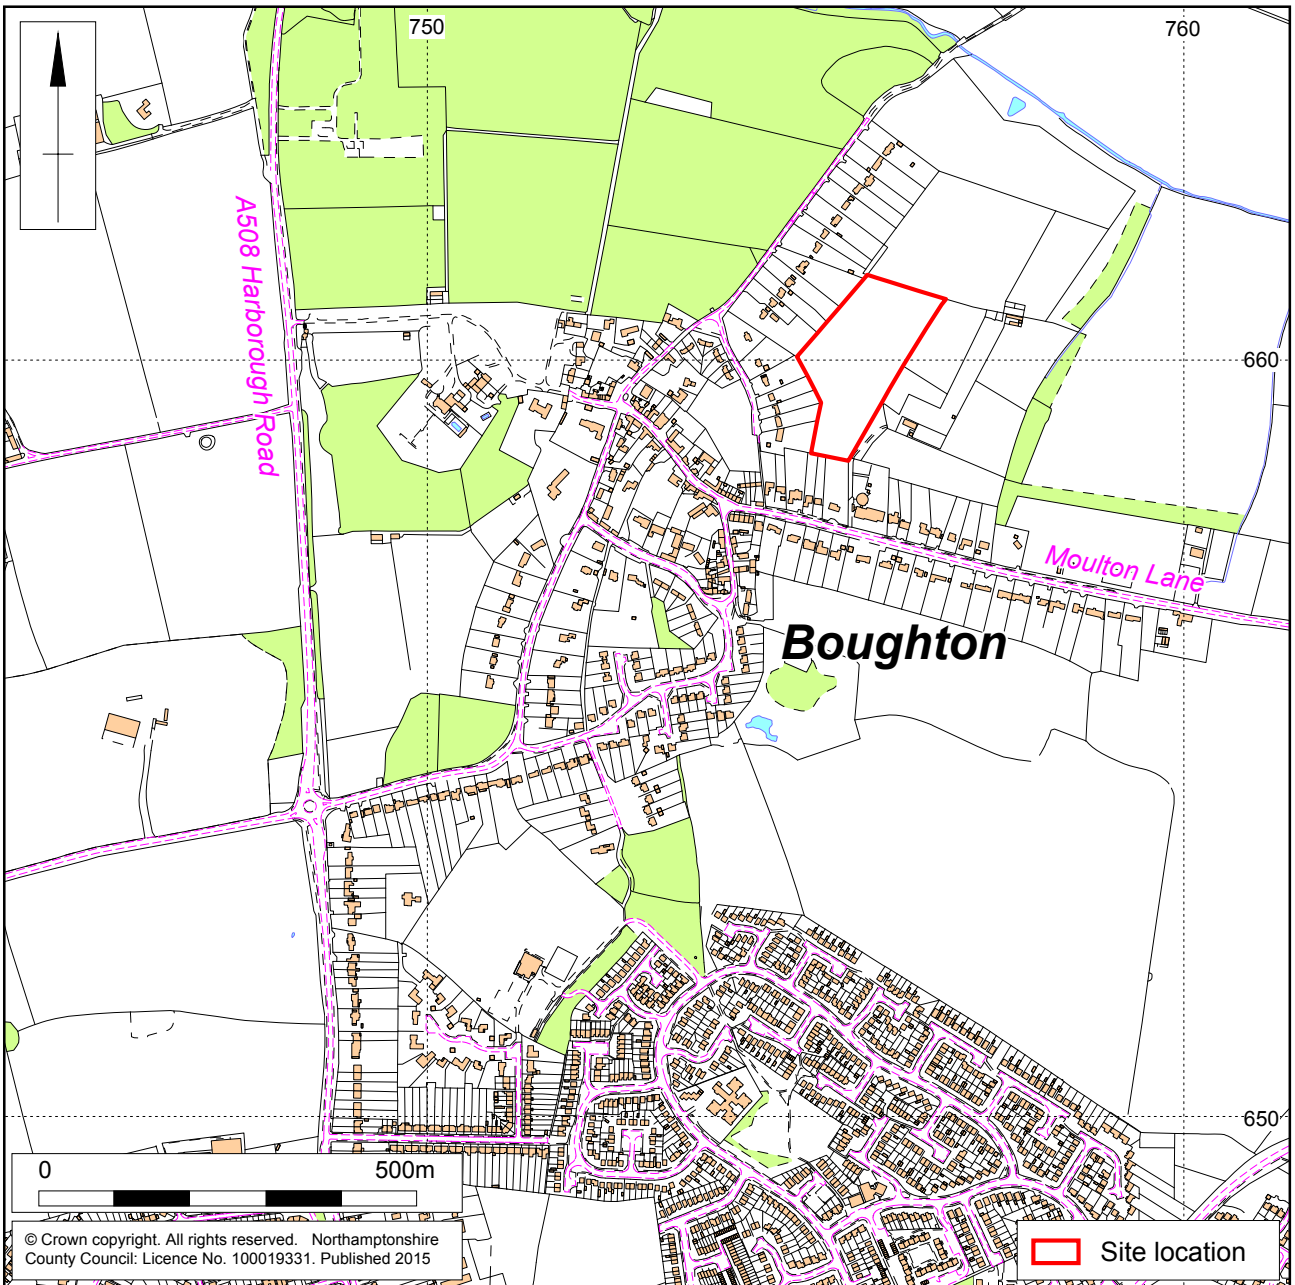 750
760
A508 Harborough Road
660
Moulton Lane
Boughton
650
0 500m
© Crown copyright. All rights reserved. Northamptonshire
County Council: Licence No. 100019331. Published 2015
Site location